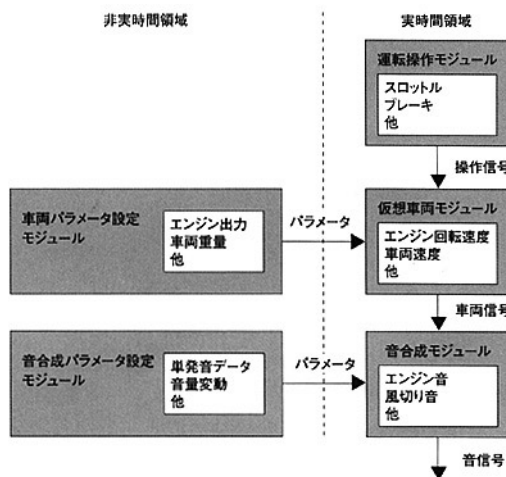 非実時間領域
実時間領域
運転操作モジュール
スロットル
ブレーキ
他
操作信号
車両パラメータ設定
モジュール
エンジン出力
車両重量
他
パラメータ
仮想車両モジュール
エンジン回転速度
車両速度
他
車両信号
音合成パラメータ設定
モジュール
単発音データ
音量変動
他
パラメータ
音合成モジュール
エンジン音
風切り音
他
音信号